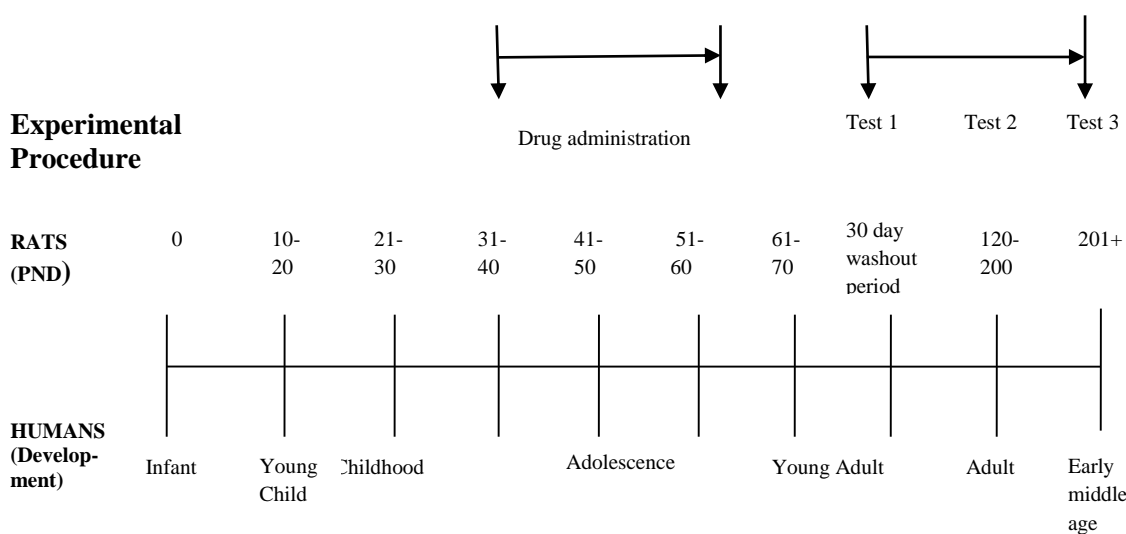 Experimental
Procedure
Drug administration
Test 1 Test 2 Test 3
RATS
(PND)
0
10-
20
21-
30
31-
40
41-
50
51-
60
61-
70
30 day
washout
period
120-
200
201+
HUMANS
(Develop-
ment)
Infant
Young
Child
Childhood
Adolescence
Young Adult
Adult
Early
middle
age